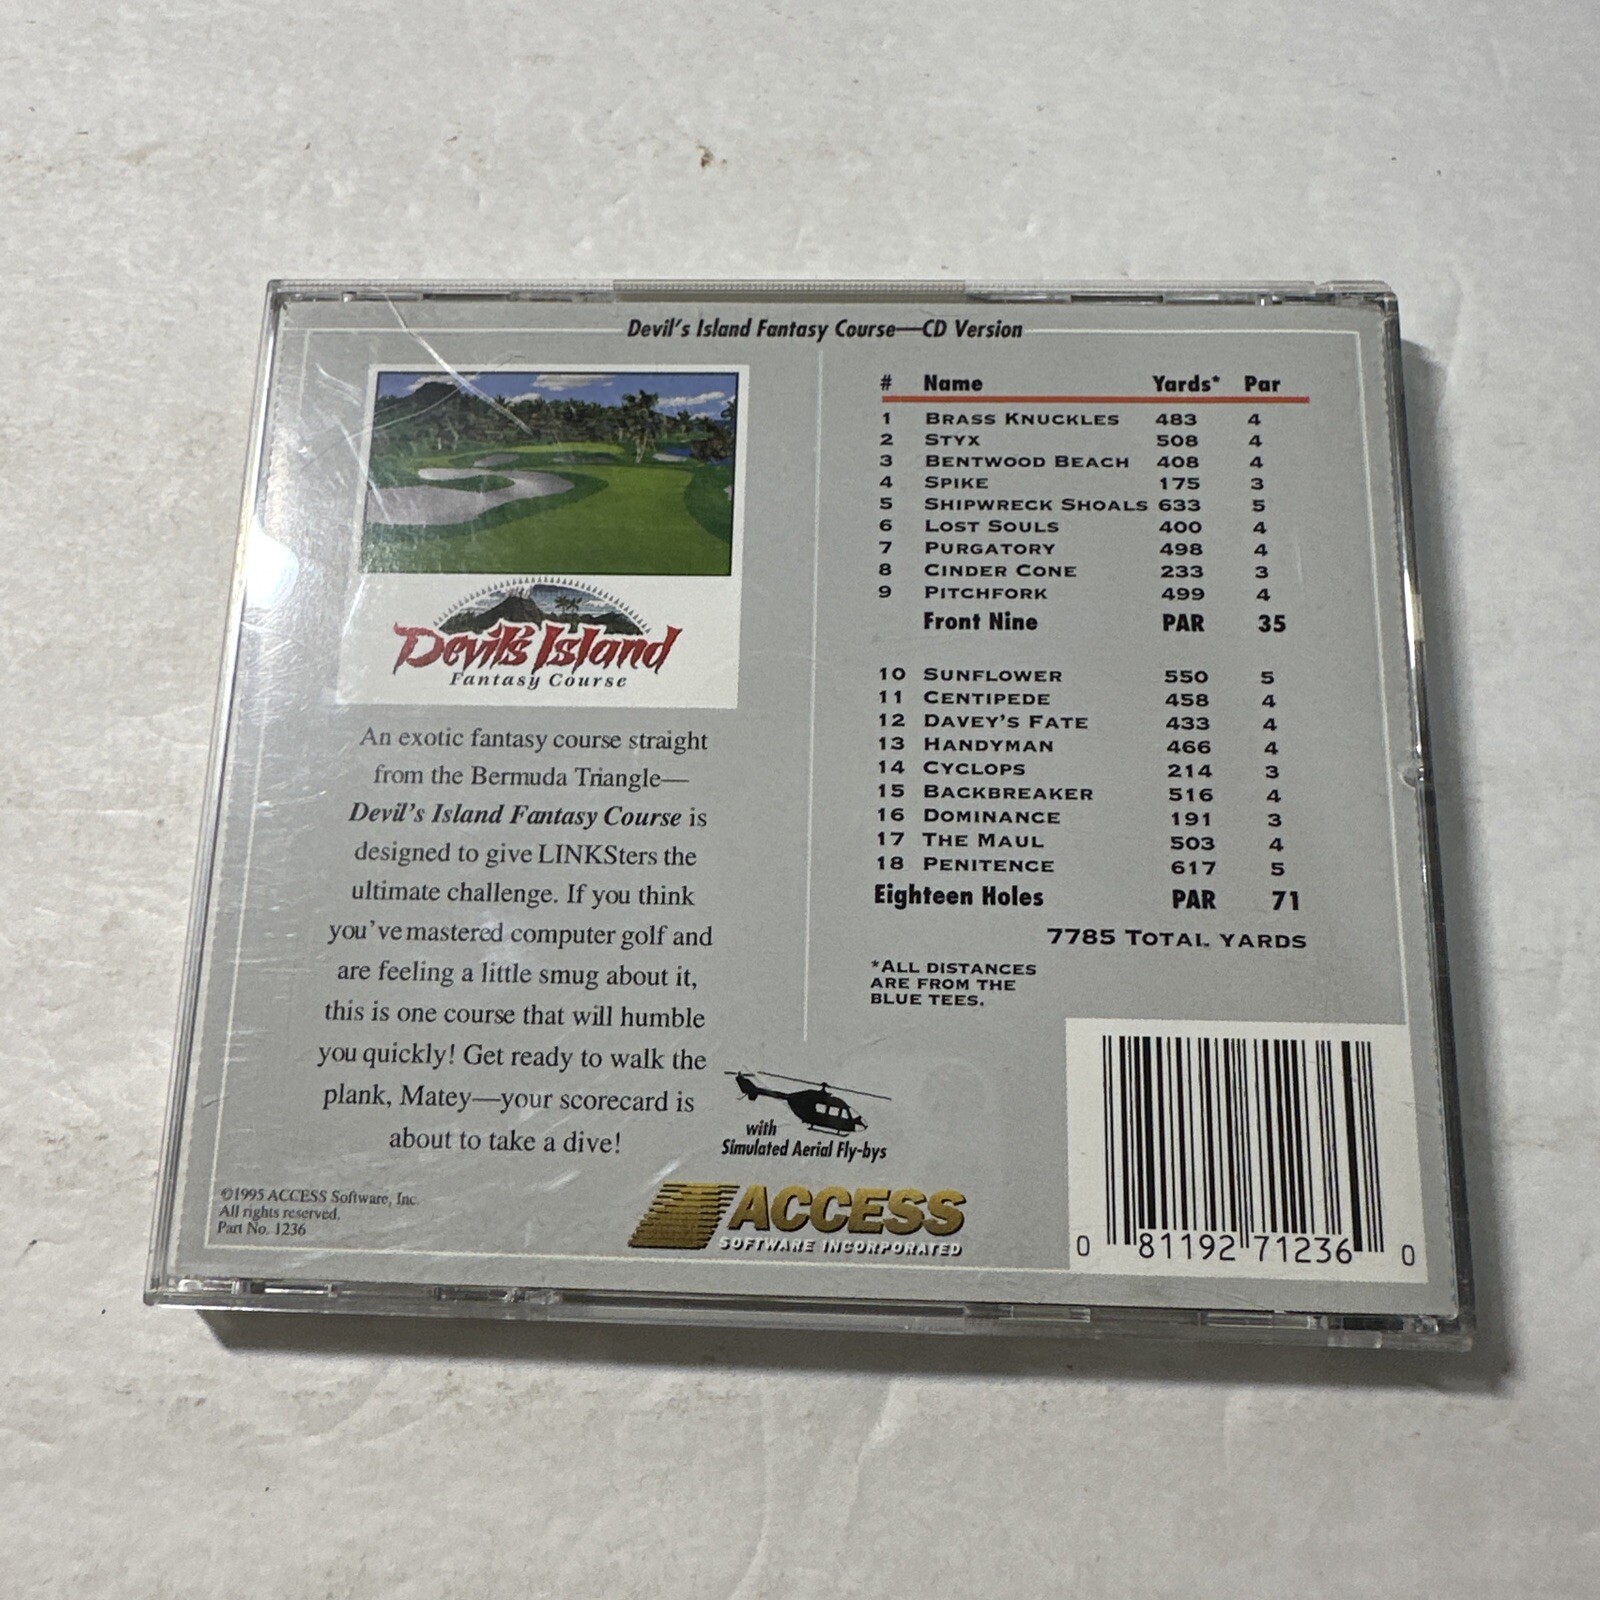 Devil's Island Fantasy Course—CD Version
Devil's Island
Fantasy Course
An exotic fantasy course straight
from the Bermuda Triangle—
Devil's Island Fantasy Course is
designed to give LINKSters the
ultimate challenge. If you think
you've mastered computer golf and
are feeling a little smug about it,
this is one course that will humble
you quickly! Get ready to walk the
plank, Matey—your scorecard is
about to take a dive!
©1995 ACCESS Software, Inc.
All rights reserved.
Part No. 1236
# Name Yards* Par
1 BRASS KNUCKLES 483 4
2 STYX 508 4
3 BENTWOOD BEACH 408 4
4 SPIKE 175 3
5 SHIPWRECK SHOALS 633 5
6 LOST SOULS 400 4
7 PURGATORY 498 4
8 CINDER CONE 233 3
9 PITCHFORK 499 4
Front Nine PAR 35
10 SUNFLOWER 550 5
11 CENTIPEDE 458 4
12 DAVEY'S FATE 433 4
13 HANDYMAN 466 4
14 CYCLOPS 214 3
15 BACKBREAKER 516 4
16 DOMINANCE 191 3
17 THE MAUL 503 4
18 PENITENCE 617 5
Eighteen Holes PAR 71
7785 TOTAL YARDS
*ALL DISTANCES
ARE FROM THE
BLUE TEES.
with
Simulated Aerial Fly-bys
ACCESS
SOFTWARE INCORPORATED
0 81192 71236 0